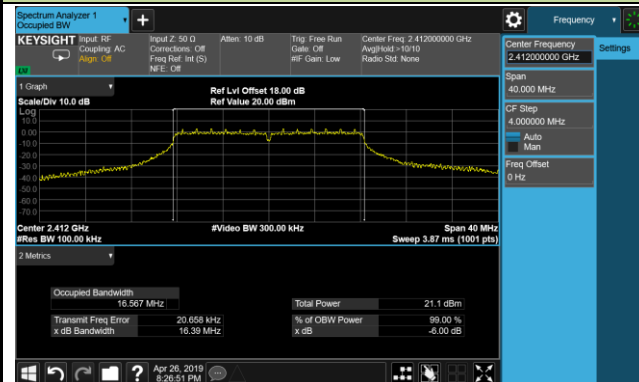 Spectrum Analyzer 1
Occupied BW
Frequency
KEYSIGHT
Input: RF
Coupling: AC
Align: Off
Input Z: 50 Ω
Corrections: Off
Freq Ref: Int (S)
NFE: Off
Atten: 10 dB
Trig: Free Run
Gate: Off
#IF Gain: Low
Center Freq: 2.412000000 GHz
Avg|Hold:>10/10
Radio Std: None
Center Frequency
2.412000000 GHz
Settings
Span
40.000 MHz
CF Step
4.000000 MHz
Auto
Man
Freq Offset
0 Hz
1 Graph
Scale/Div 10.0 dB
Ref Lvl Offset 18.00 dB
Ref Value 20.00 dBm
Log
10.0
0.00
-10.0
-20.0
-30.0
-40.0
-50.0
-60.0
-70.0
Center 2.412 GHz
#Res BW 100.00 kHz
#Video BW 300.00 kHz
Span 40 MHz
Sweep 3.87 ms (1001 pts)
2 Metrics
Occupied Bandwidth
16.567 MHz
Total Power 21.1 dBm
Transmit Freq Error 20.658 kHz
% of OBW Power 99.00 %
x dB Bandwidth 16.39 MHz
x dB -6.00 dB
Apr 26, 2019
8:26:51 PM